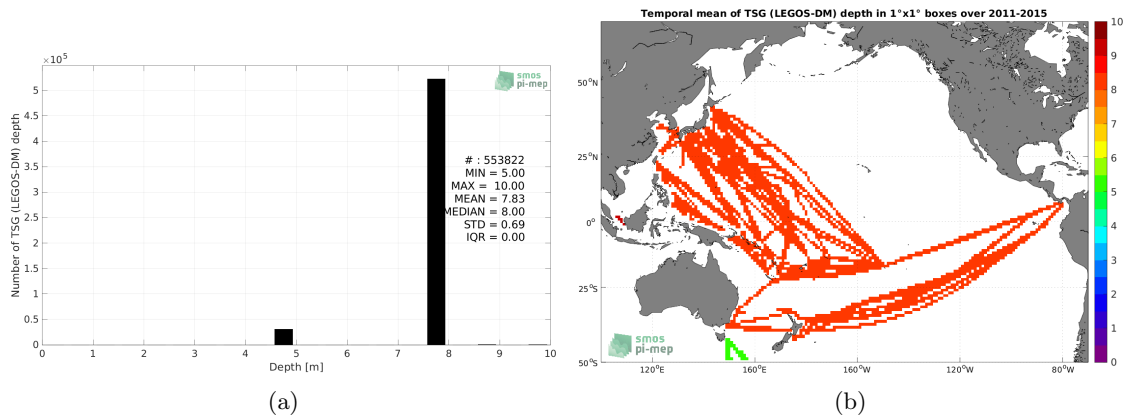 ×10⁵
5
4.5
4
3.5
3
2.5
2
1.5
1
0.5
0
0 1 2 3 4 5 6 7 8 9 10
Number of TSG (LEGOS-DM) depth
Depth [m]
smos
pi-mep
# : 553822
MIN = 5.00
MAX = 10.00
MEAN = 7.83
MEDIAN = 8.00
STD = 0.69
IQR = 0.00
(a)
Temporal mean of TSG (LEGOS-DM) depth in 1°x1° boxes over 2011-2015
50°N
25°N
0°
25°S
50°S
120°E 160°E 160°W 120°W 80°W
smos
pi-mep
10
9
8
7
6
5
4
3
2
1
0
(b)